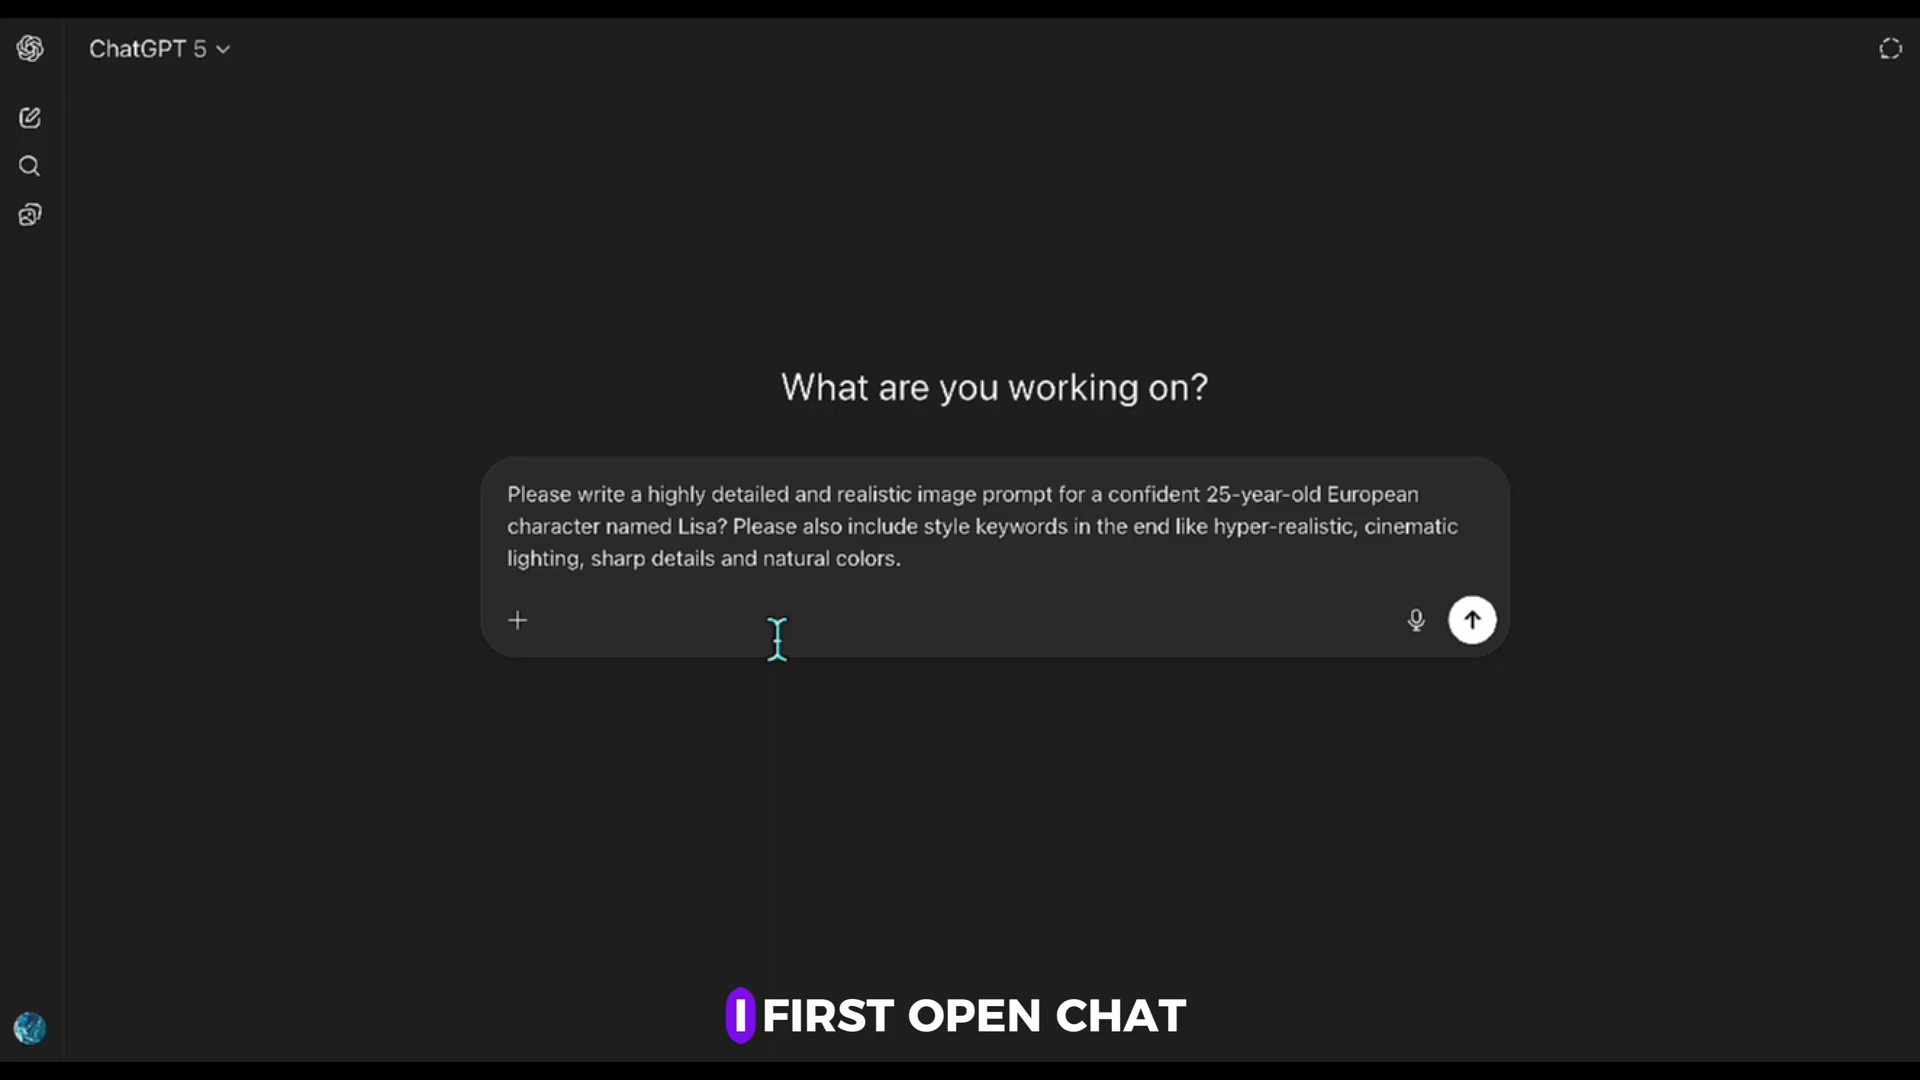 ChatGPT 5
What are you working on?
Please write a highly detailed and realistic image prompt for a confident 25-year-old European
character named Lisa? Please also include style keywords in the end like hyper-realistic, cinematic
lighting, sharp details and natural colors.
I FIRST OPEN CHAT